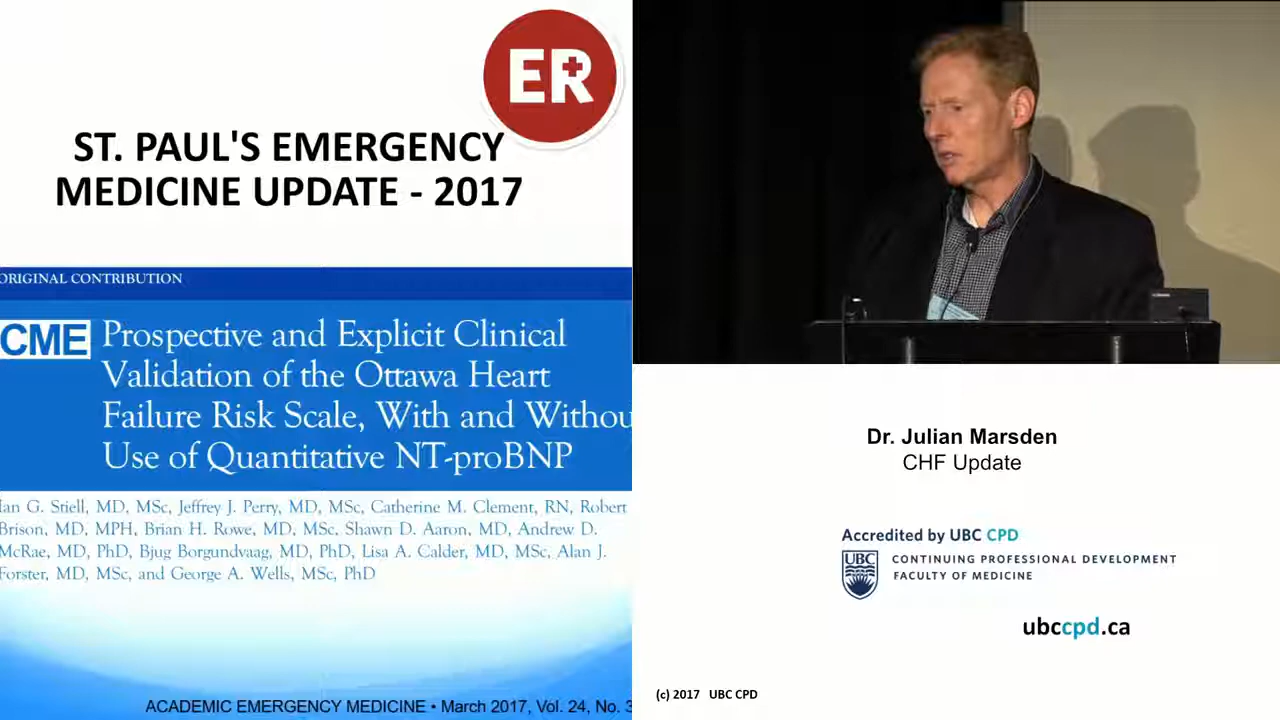 ER
ST. PAUL'S EMERGENCY
MEDICINE UPDATE - 2017
ORIGINAL CONTRIBUTION
CME
Prospective and Explicit Clinical
Validation of the Ottawa Heart
Failure Risk Scale, With and Withou
Use of Quantitative NT-proBNP
Ian G. Stiell, MD, MSc, Jeffrey J. Perry, MD, MSc, Catherine M. Clement, RN, Robert
Brison, MD, MPH, Brian H. Rowe, MD, MSc, Shawn D. Aaron, MD, Andrew D.
McRae, MD, PhD, Bjug Borgundvaag, MD, PhD, Lisa A. Calder, MD, MSc, Alan J.
Forster, MD, MSc, and George A. Wells, MSc, PhD
ACADEMIC EMERGENCY MEDICINE • March 2017, Vol. 24, No. 3
Dr. Julian Marsden
CHF Update
Accredited by UBC CPD
UBC
CONTINUING PROFESSIONAL DEVELOPMENT
FACULTY OF MEDICINE
ubccpd.ca
(c) 2017 UBC CPD